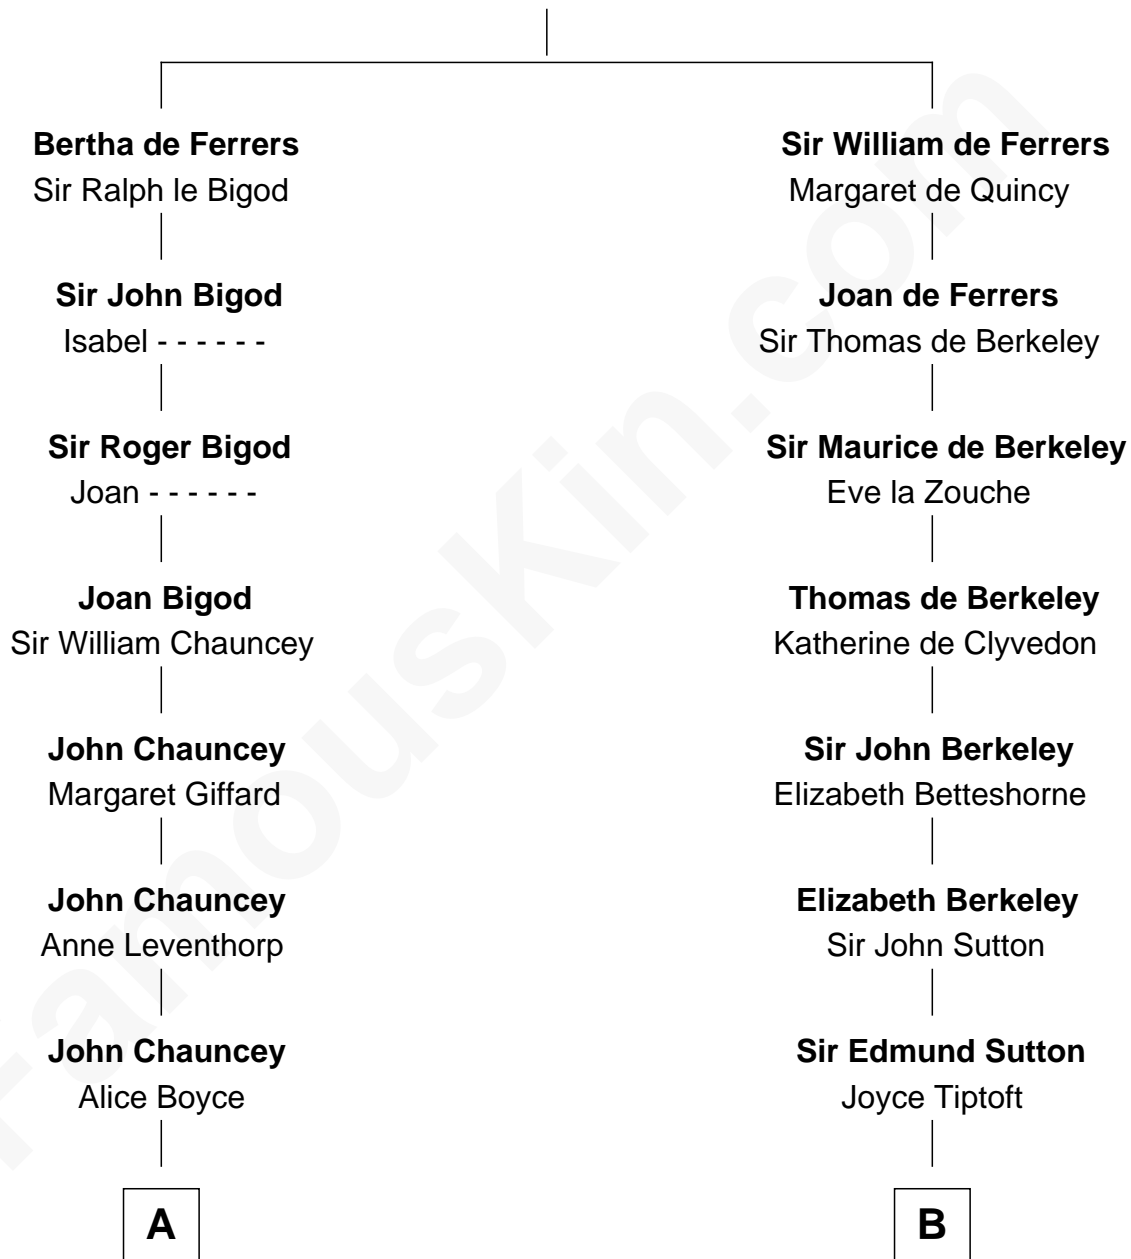 Bertha de Ferrers
Sir Ralph le Bigod
Sir John Bigod
Isabel - - - - - -
Sir Roger Bigod
Joan - - - - - -
Joan Bigod
Sir William Chauncey
John Chauncey
Margaret Giffard
John Chauncey
Anne Leventhorp
John Chauncey
Alice Boyce
A
Sir William de Ferrers
Margaret de Quincy
Joan de Ferrers
Sir Thomas de Berkeley
Sir Maurice de Berkeley
Eve la Zouche
Thomas de Berkeley
Katherine de Clyvedon
Sir John Berkeley
Elizabeth Betteshorne
Elizabeth Berkeley
Sir John Sutton
Sir Edmund Sutton
Joyce Tiptoft
B
FamousKin.com